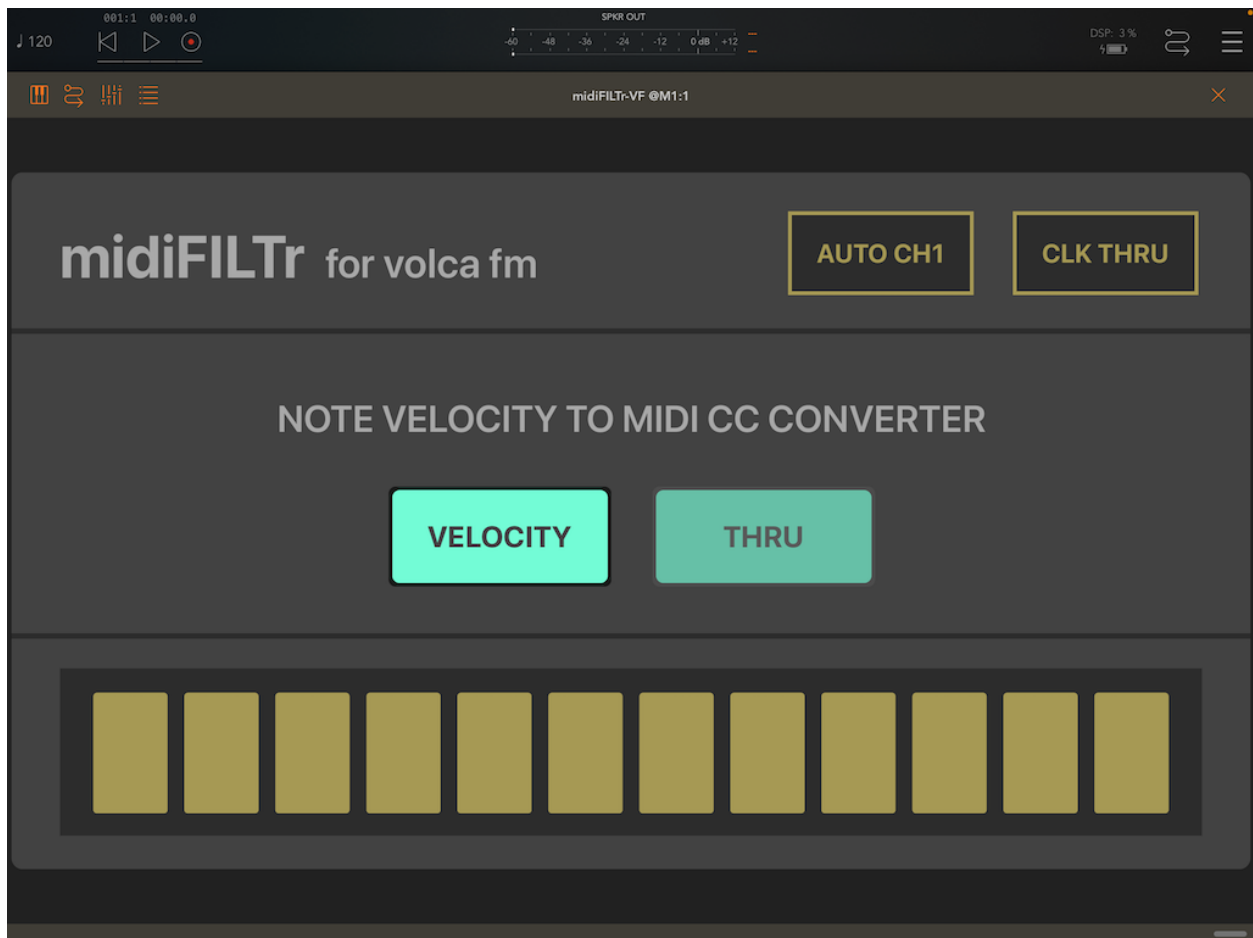 001:1 00:00.0
SPKR OUT
♩ 120
-60 -48 -36 -24 -12 0 dB +12
DSP: 3 %
midiFILTr-VF @M1:1
midiFILTr for volca fm
AUTO CH1
CLK THRU
NOTE VELOCITY TO MIDI CC CONVERTER
VELOCITY
THRU